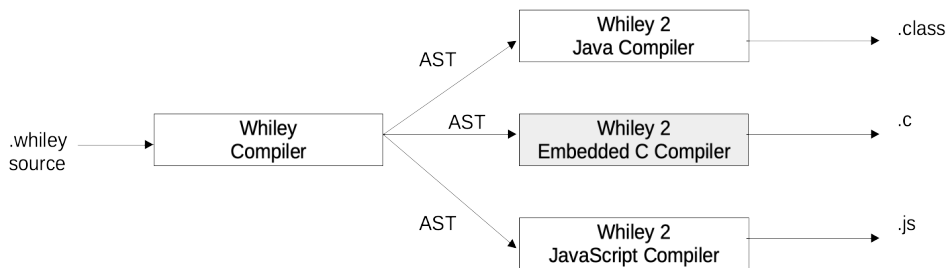 .whiley
source
Whiley
Compiler
AST
AST
AST
Whiley 2
Java Compiler
.class
Whiley 2
Embedded C Compiler
.c
Whiley 2
JavaScript Compiler
.js